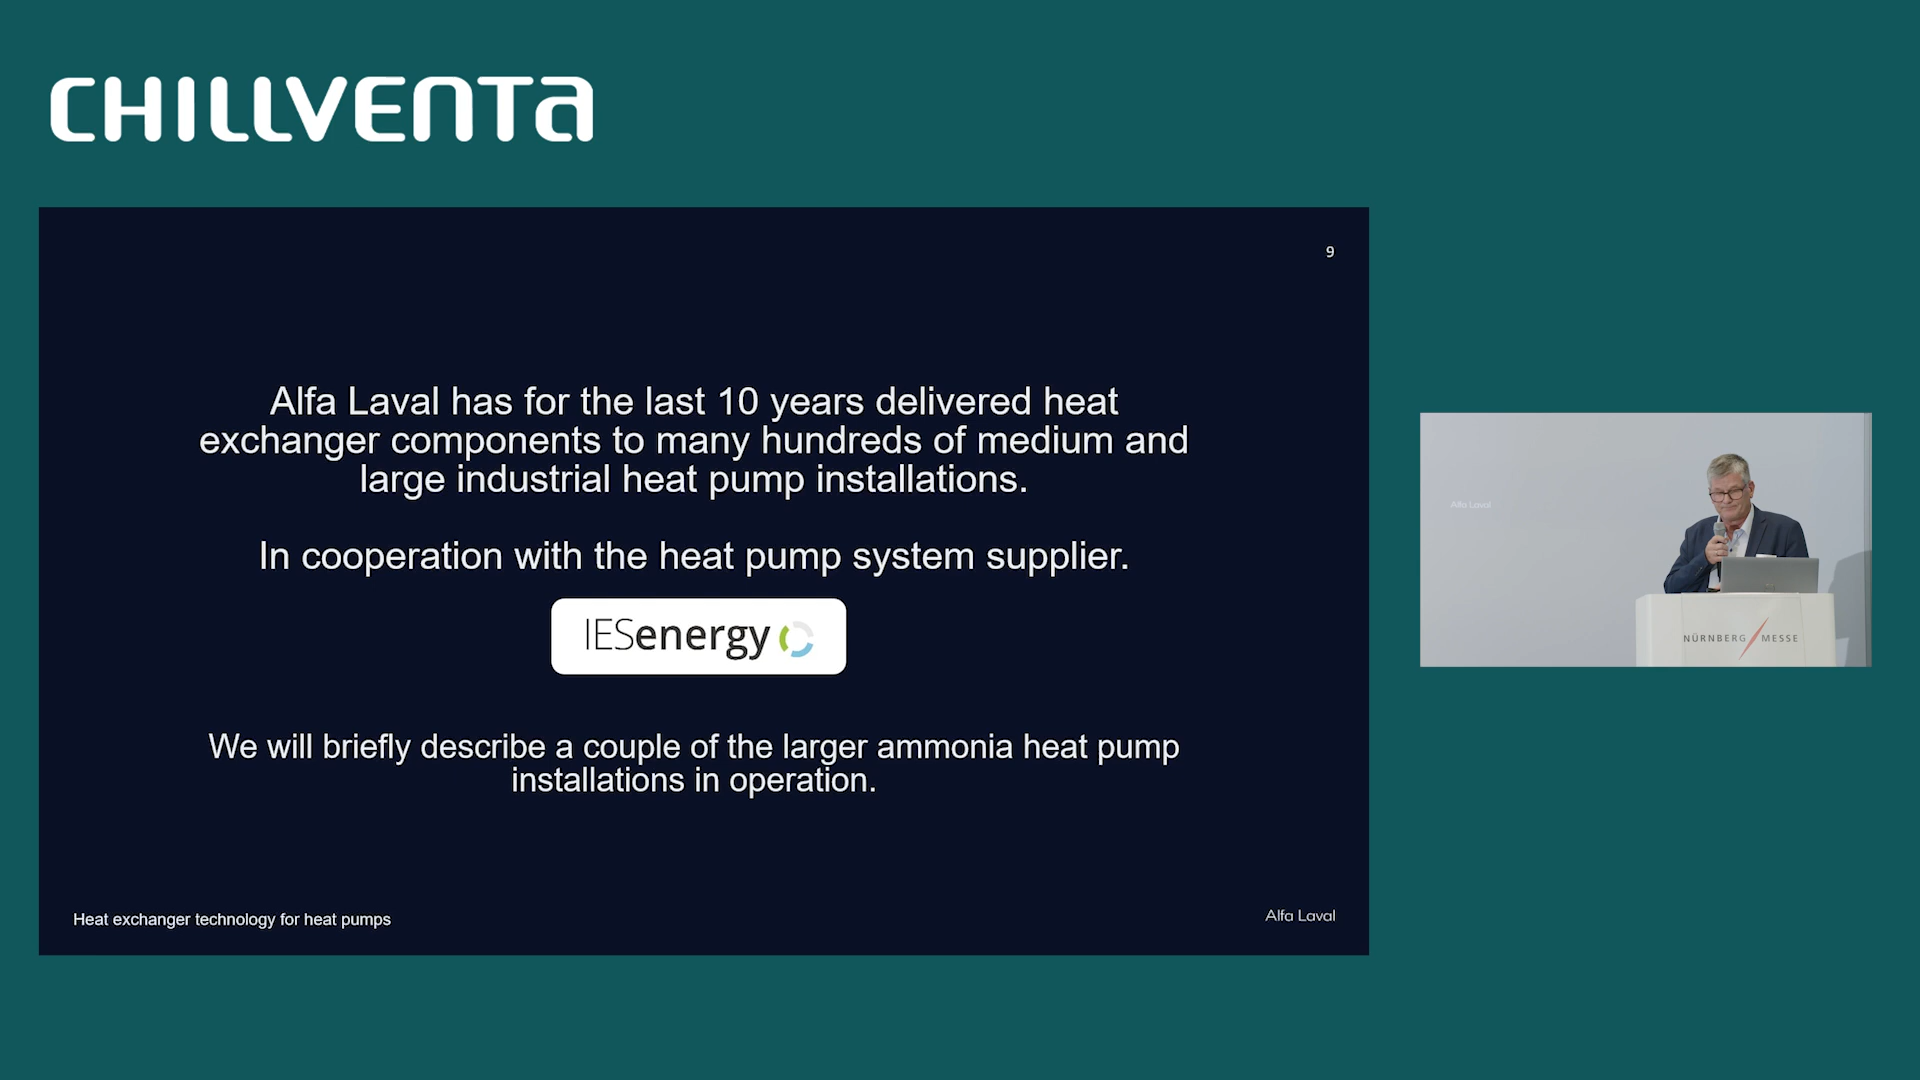 CHILLVENTA
9
Alfa Laval has for the last 10 years delivered heat
exchanger components to many hundreds of medium and
large industrial heat pump installations.
In cooperation with the heat pump system supplier.
IESenergy
We will briefly describe a couple of the larger ammonia heat pump
installations in operation.
Heat exchanger technology for heat pumps
Alfa Laval
Alfa Laval
NÜRNBERG MESSE